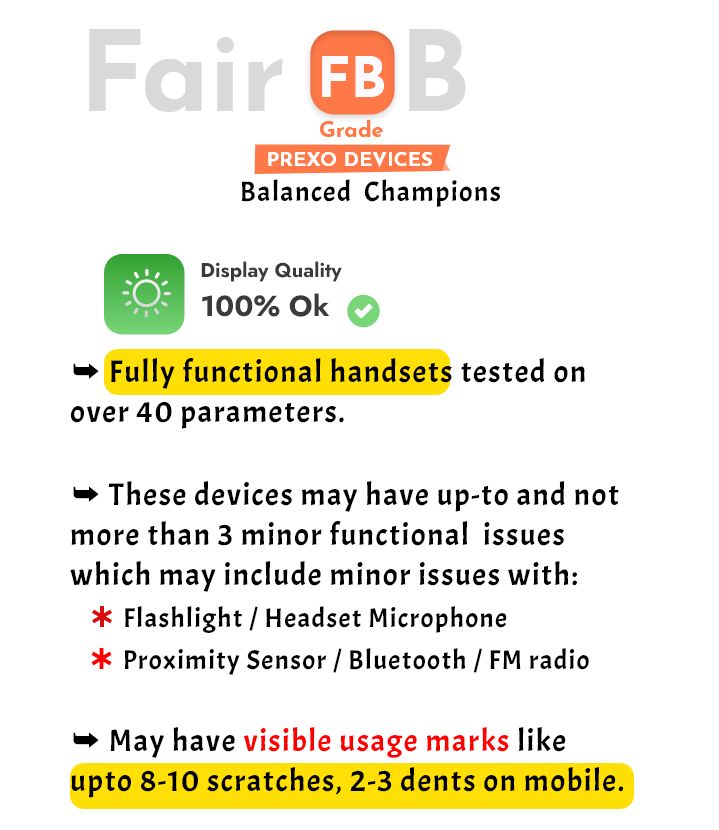 Fair FB B
Grade
PREXO DEVICES
Balanced Champions
Display Quality
100% Ok
➥ Fully functional handsets tested on
over 40 parameters.
➥ These devices may have up-to and not
more than 3 minor functional issues
which may include minor issues with:
* Flashlight / Headset Microphone
* Proximity Sensor / Bluetooth / FM radio
➥ May have visible usage marks like
upto 8-10 scratches, 2-3 dents on mobile.